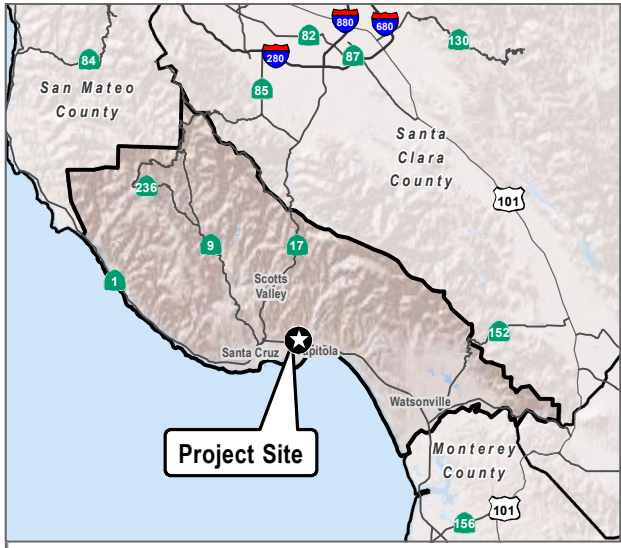 880
680
82
130
280
87
84
San Mateo
County
85
Santa
Clara
County
236
101
9
17
1
Scotts
Valley
152
Santa Cruz
pitola
Watsonville
Project Site
Monterey
County
101
156